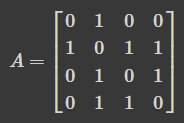 A = [0 1 0 0
1 0 1 1
0 1 0 1
0 1 1 0]